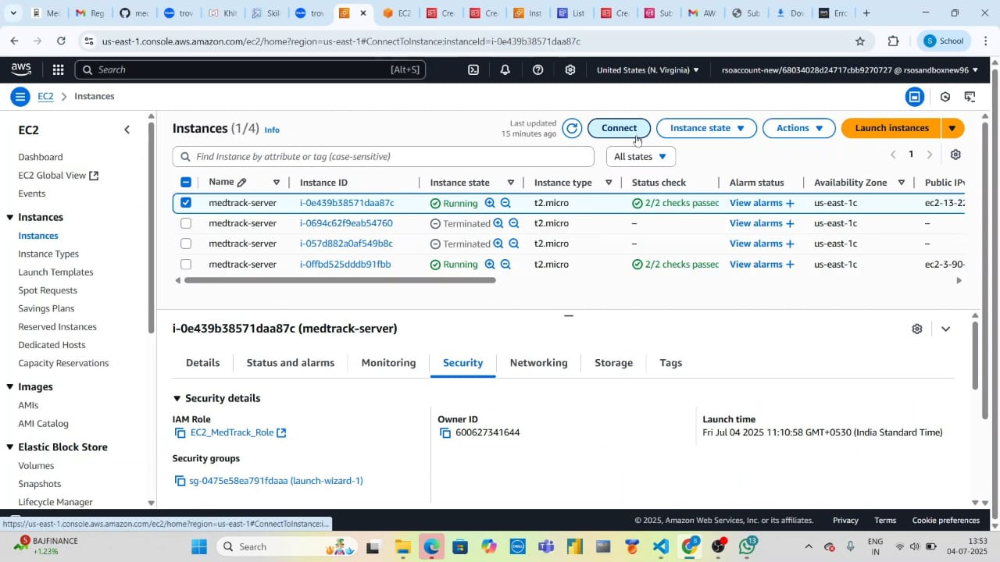 Mec
Reg
mec
trov
Khit
Skil
trov
EC2
Cre
Cre
Inst
List
Cre
Sub
AW
Sub
Dov
Erro
us-east-1.console.aws.amazon.com/ec2/home?region=us-east-1#ConnectToInstance:instanceId=i-0e439b38571daa87c
S School
aws
Search [Alt+S]
United States (N. Virginia)
rsoaccount-new/68034028d24717cbb9270727 @ rsosandboxnew96
EC2 > Instances
EC2
Dashboard
EC2 Global View
Events
Instances
Instances
Instance Types
Launch Templates
Spot Requests
Savings Plans
Reserved Instances
Dedicated Hosts
Capacity Reservations
Images
AMIs
AMI Catalog
Elastic Block Store
Volumes
Snapshots
Lifecycle Manager
Instances (1/4) Info
Last updated
15 minutes ago
Connect
Instance state
Actions
Launch instances
Find Instance by attribute or tag (case-sensitive)
All states
1
Name Instance ID Instance state Instance type Status check Alarm status Availability Zone Public IPv
medtrack-server i-0e439b38571daa87c Running t2.micro 2/2 checks passec View alarms + us-east-1c ec2-13-22
medtrack-server i-0694c62f9eab54760 Terminated t2.micro – View alarms + us-east-1c –
medtrack-server i-057d882a0af549b8c Terminated t2.micro – View alarms + us-east-1c –
medtrack-server i-0ffbd525dddb91fbb Running t2.micro 2/2 checks passec View alarms + us-east-1c ec2-3-90-
i-0e439b38571daa87c (medtrack-server)
Details Status and alarms Monitoring Security Networking Storage Tags
Security details
IAM Role
EC2_MedTrack_Role
Owner ID
600627341644
Launch time
Fri Jul 04 2025 11:10:58 GMT+0530 (India Standard Time)
Security groups
sg-0475e58ea791fdaaa (launch-wizard-1)
https://us-east-1.console.aws.amazon.com/ec2/home?region=us-east-1#ConnectToInstance:i...
© 2025, Amazon Web Services, Inc. or its affiliates. Privacy Terms Cookie preferences
5
BAJFINANCE
+1.23%
Search
13
ENG
IN
13:53
04-07-2025